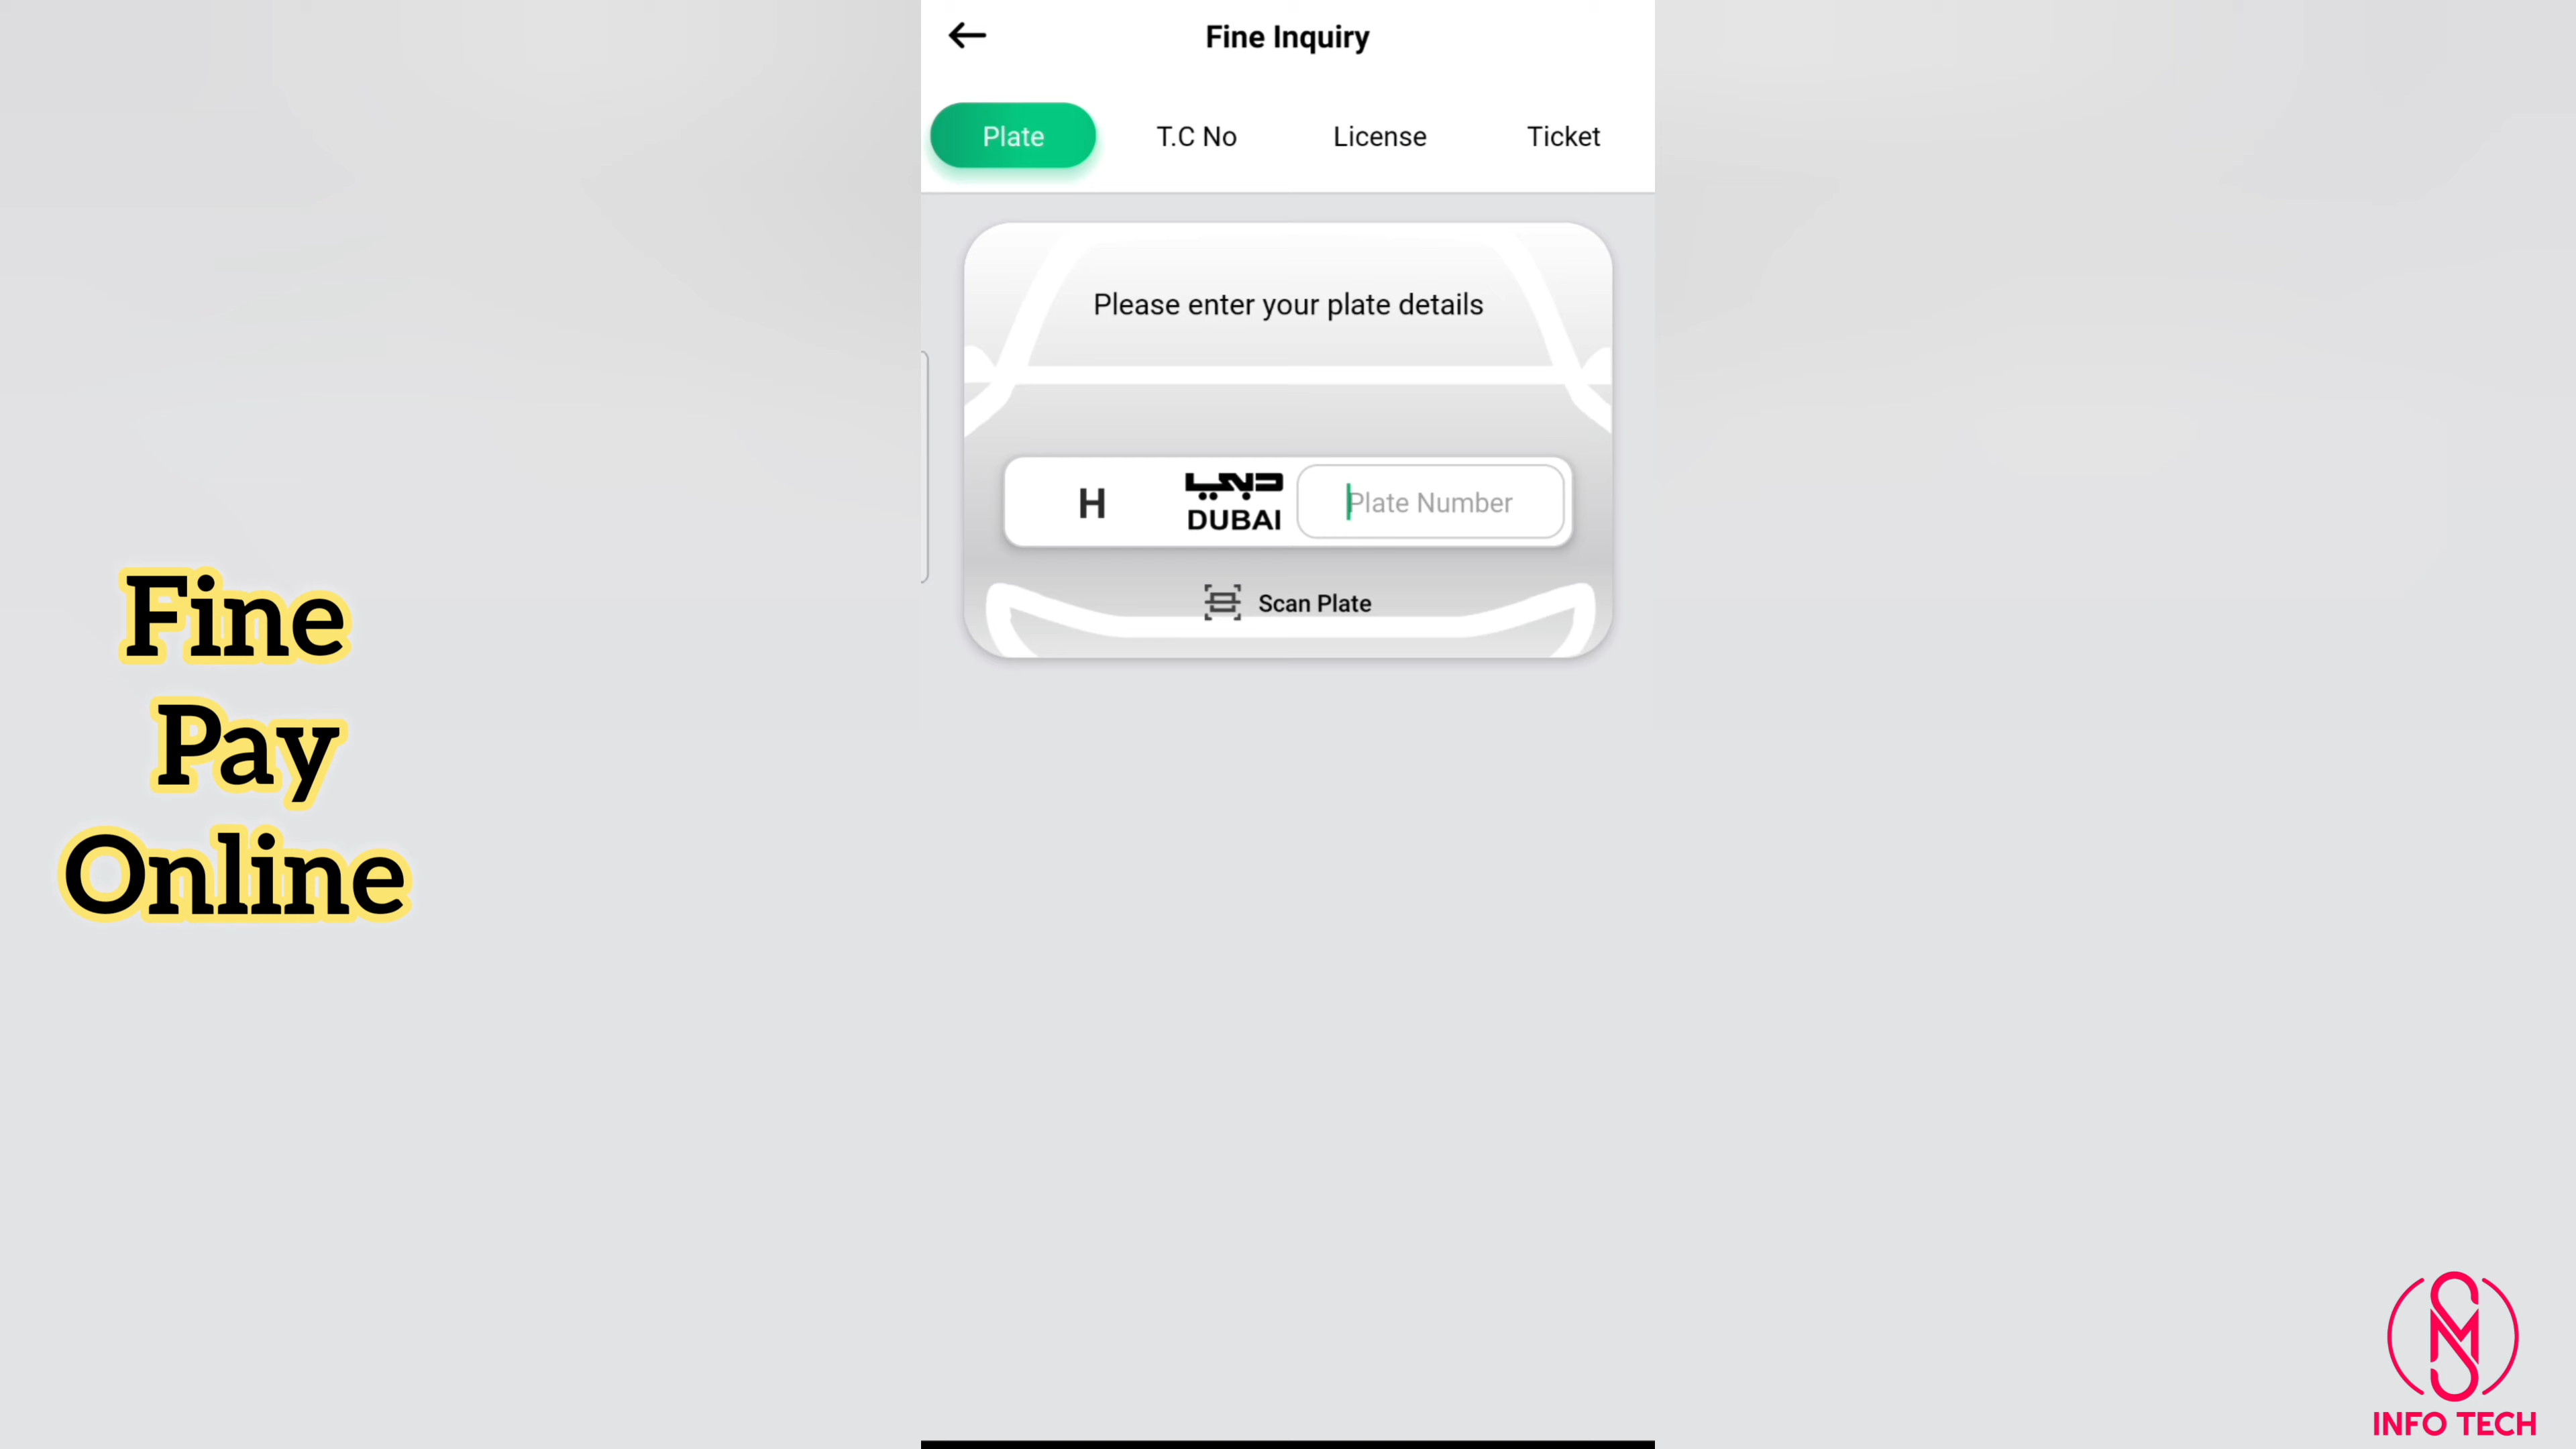 Fine Inquiry
Plate
T.C No
License
Ticket
Please enter your plate details
H
دبي
DUBAI
Plate Number
Scan Plate
Fine
Pay
Online
INFO TECH